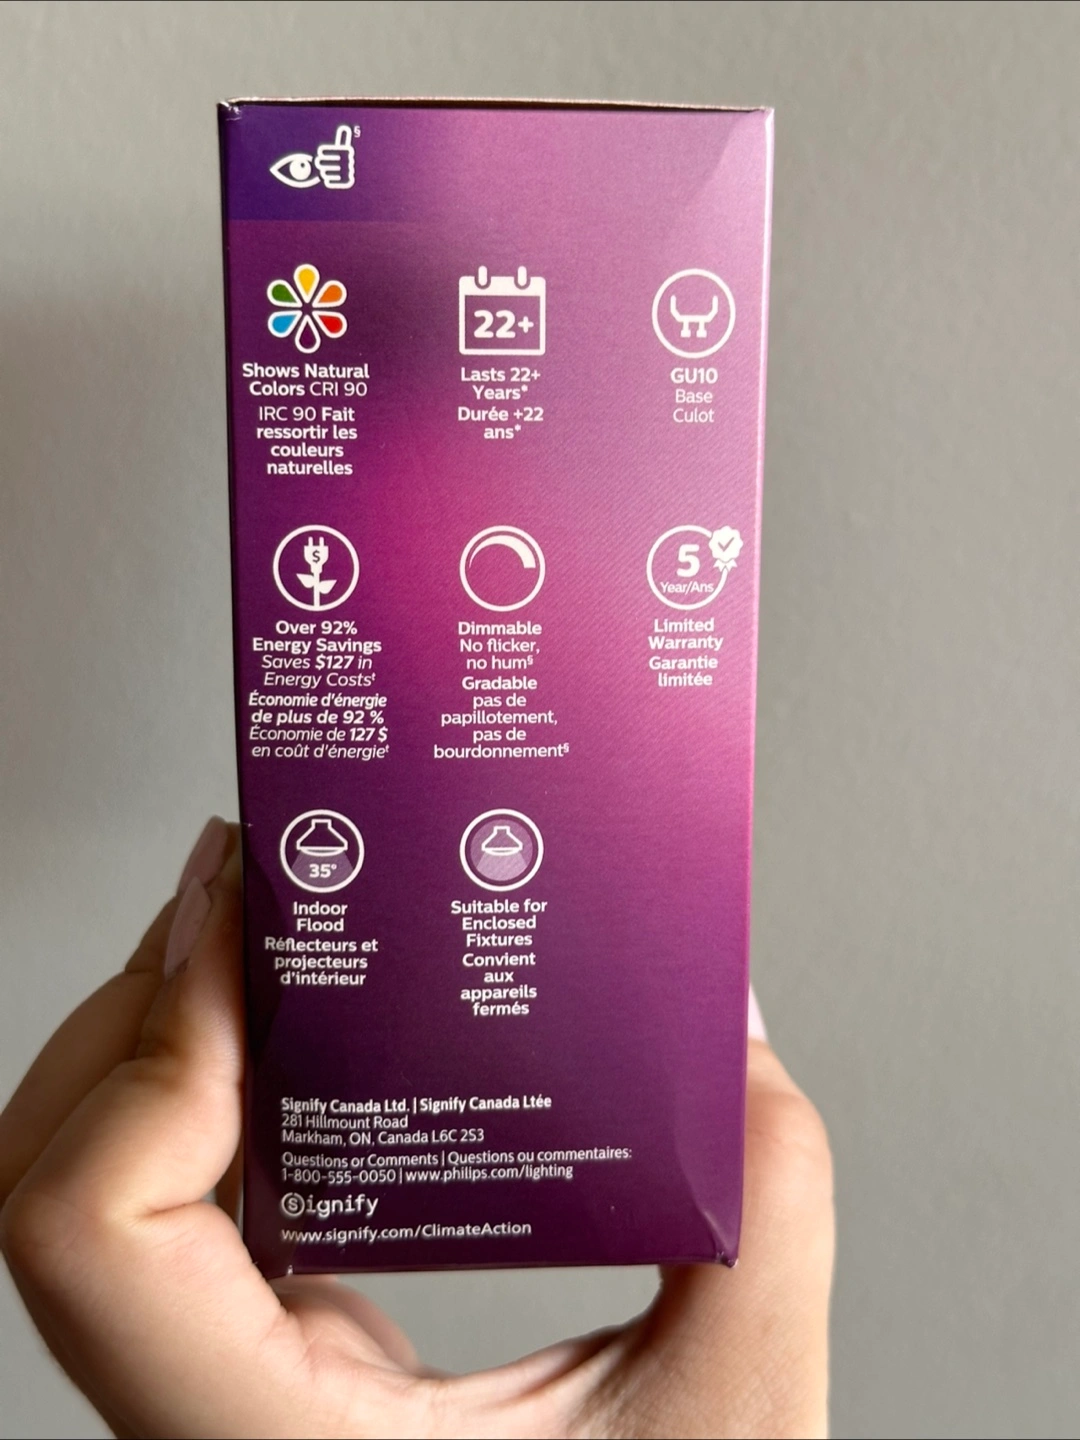 §
Shows Natural
Colors CRI 90
IRC 90 Fait
ressortir les
couleurs
naturelles
22+
Lasts 22+
Years*
Durée +22
ans*
GU10
Base
Culot
$
Over 92%
Energy Savings
Saves $127 in
Energy Costs†
Économie d'énergie
de plus de 92 %
Économie de 127 $
en coût d'énergie†
Dimmable
No flicker,
no hum§
Gradable
pas de
papillotement,
pas de
bourdonnement§
5
Year/Ans
Limited
Warranty
Garantie
limitée
35°
Indoor
Flood
Réflecteurs et
projecteurs
d'intérieur
Suitable for
Enclosed
Fixtures
Convient
aux
appareils
fermés
Signify Canada Ltd. | Signify Canada Ltée
281 Hillmount Road
Markham, ON, Canada L6C 2S3
Questions or Comments | Questions ou commentaires:
1-800-555-0050 | www.philips.com/lighting
Signify
www.signify.com/ClimateAction